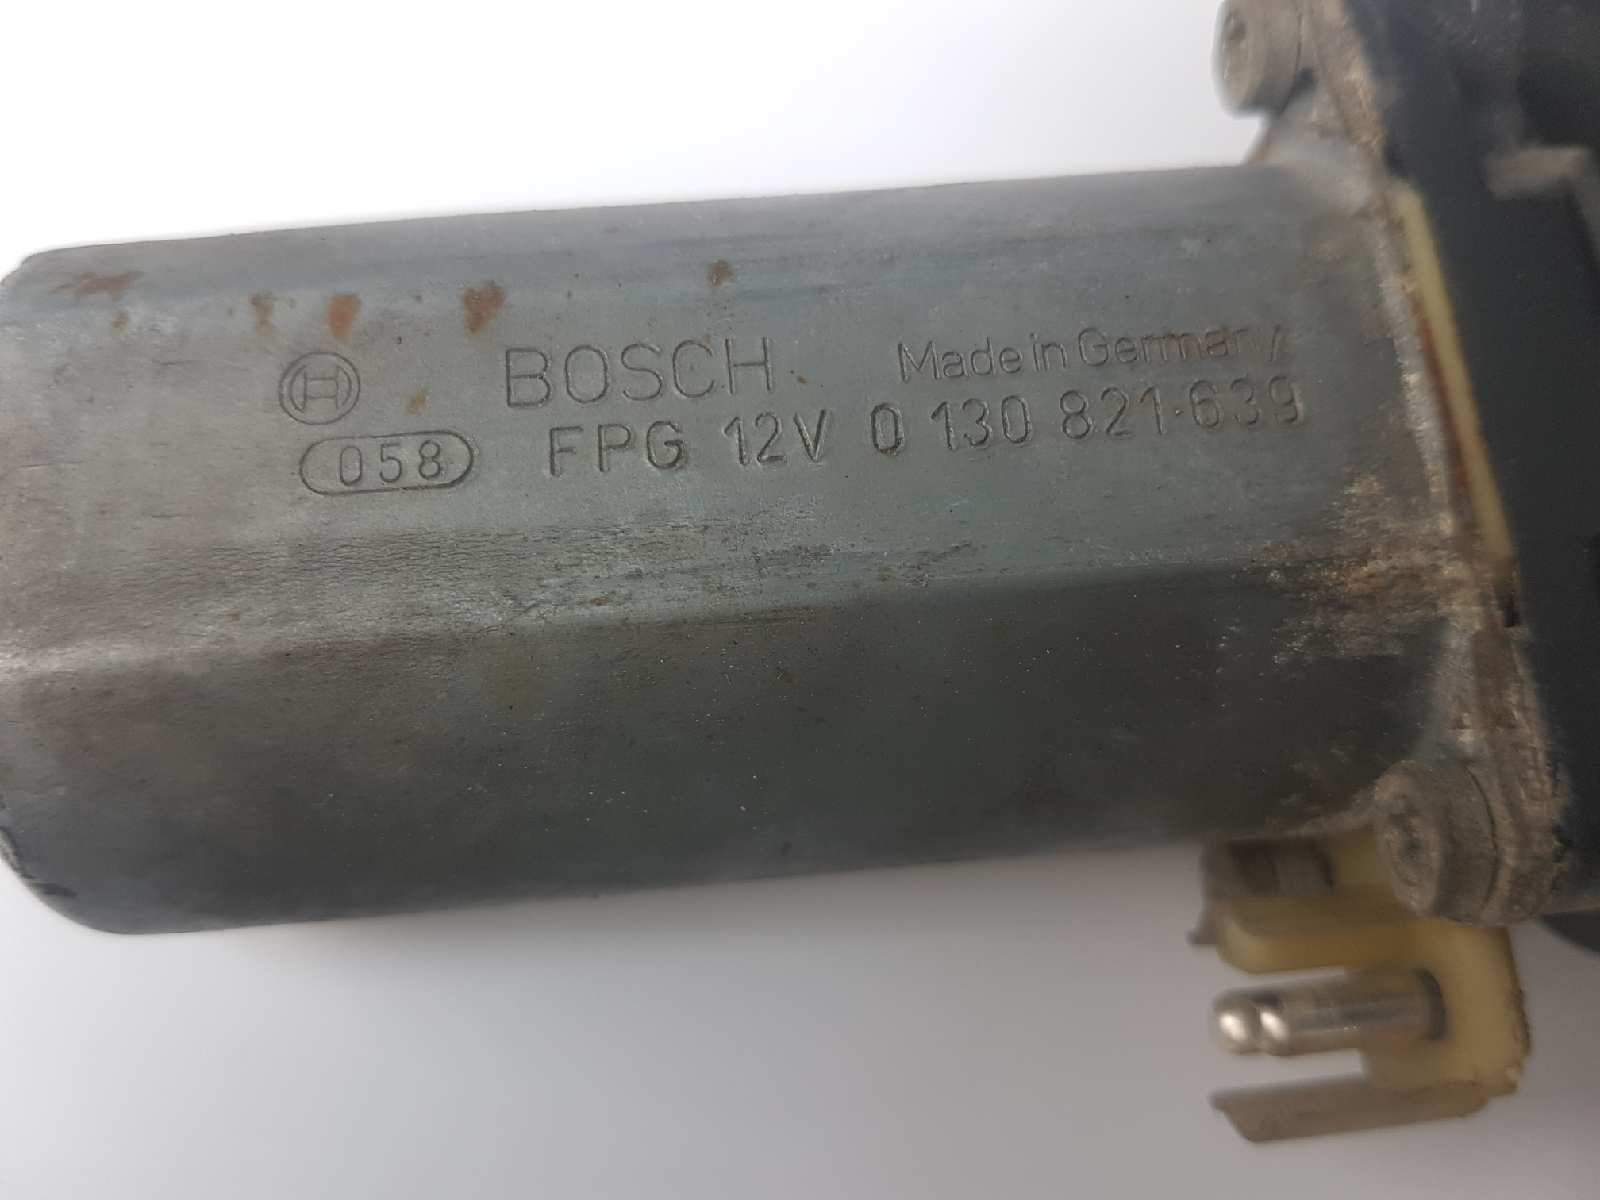 BOSCH Made in Germany
058 FPG 12V 0 130 821·639